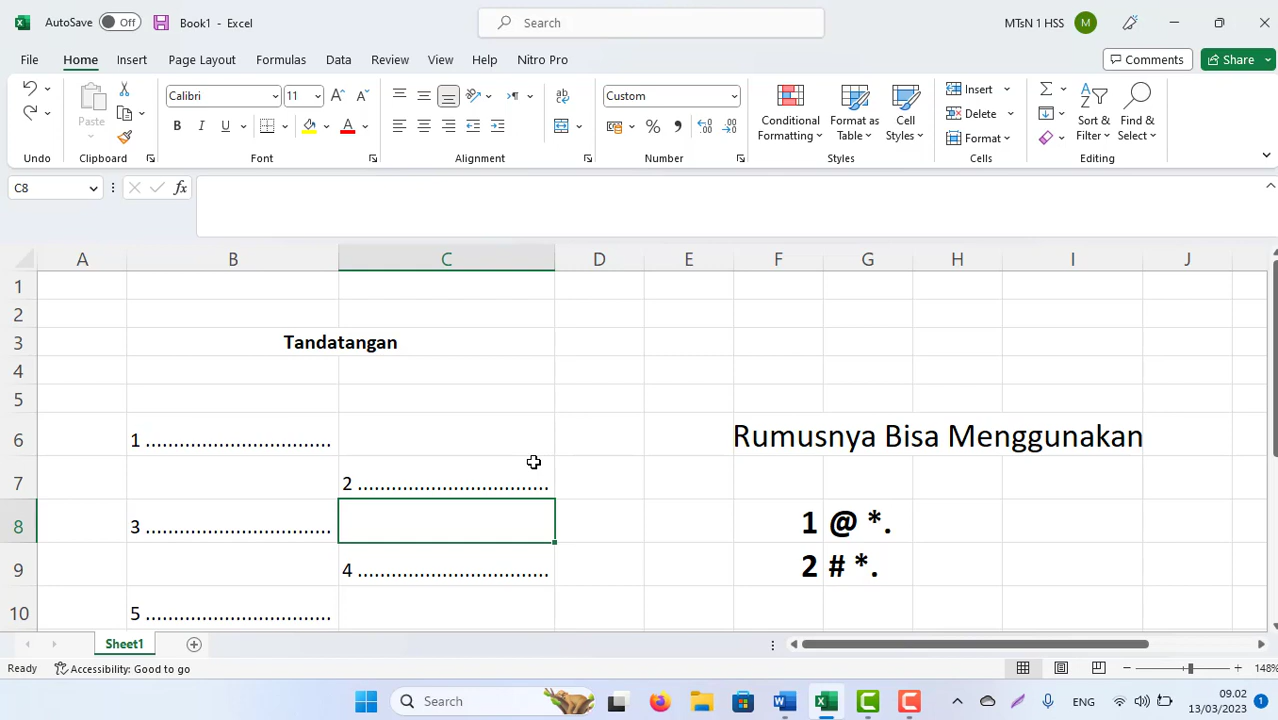 AutoSave Off Book1 - Excel Search MTsN 1 HSS M
File Home Insert Page Layout Formulas Data Review View Help Nitro Pro Comments Share
Calibri 11 Custom Insert
Paste B I U A Conditional Formatting Format as Table Cell Styles Delete Sort & Filter Find & Select
Format
Undo Clipboard Font Alignment Number Styles Cells Editing
C8 fx
A B C D E F G H I J
1
2
3 Tandatangan
4
5
6 1 ................................. Rumusnya Bisa Menggunakan
7 2 ..................................
8 3 ................................. 1 @ *.
9 4 .................................. 2 # *.
10 5 .................................
Sheet1
Ready Accessibility: Good to go 148%
Search ENG 09.02
13/03/2023